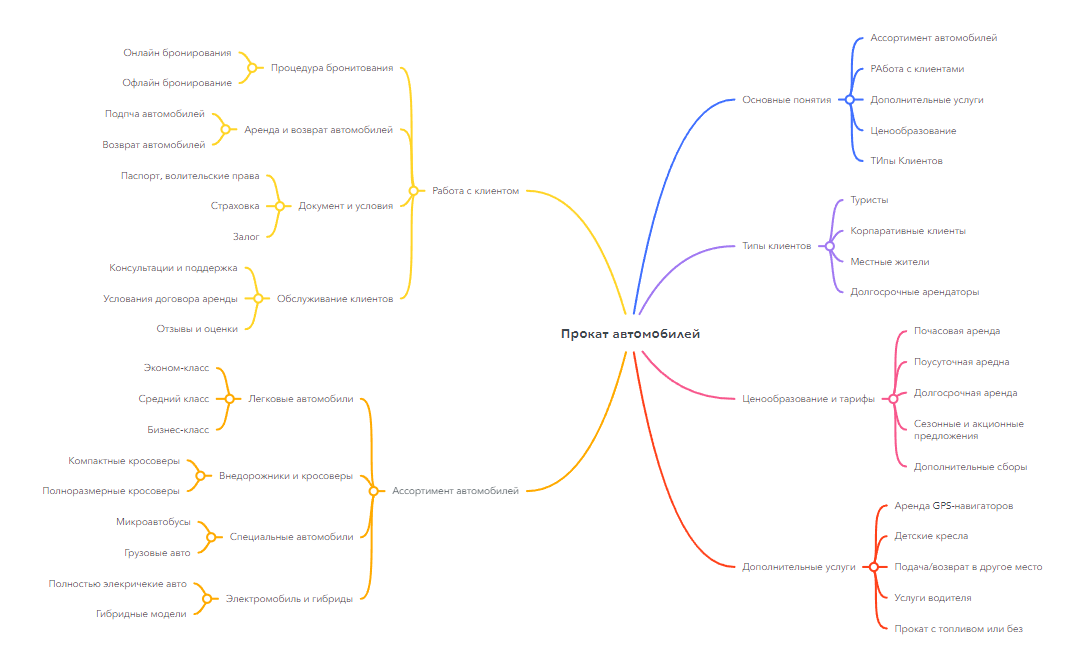 Прокат автомобилей
Основные понятия
Ассортимент автомобилей
РАбота с клиентами
Дополнительные услуги
Ценообразование
ТИпы Клиентов
Типы клиентов
Туристы
Корпаративные клиенты
Местные жители
Долгосрочные арендаторы
Ценообразование и тарифы
Почасовая аренда
Поусуточная аредна
Долгосрочная аренда
Сезонные и акционные
предложения
Дополнительные сборы
Дополнительные услуги
Аренда GPS-навигаторов
Детские кресла
Подача/возврат в другое место
Услуги водителя
Прокат с топливом или без
Работа с клиентом
Процедура бронитования
Онлайн бронирования
Офлайн бронирование
Аренда и возврат автомобилей
Подпча автомобилей
Возврат автомобилей
Документ и условия
Паспорт, волительские права
Страховка
Залог
Обслуживание клиентов
Консультации и поддержка
Услования договора аренды
Отзывы и оценки
Ассортимент автомобилей
Легковые автомобили
Эконом-класс
Средний класс
Бизнес-класс
Внедорожники и кросоверы
Компактные кросоверы
Полноразмерные кросоверы
Специальные автомобили
Микроавтобусы
Грузовые авто
Электромобиль и гибриды
Полностью элекричекие авто
Гибридные модели